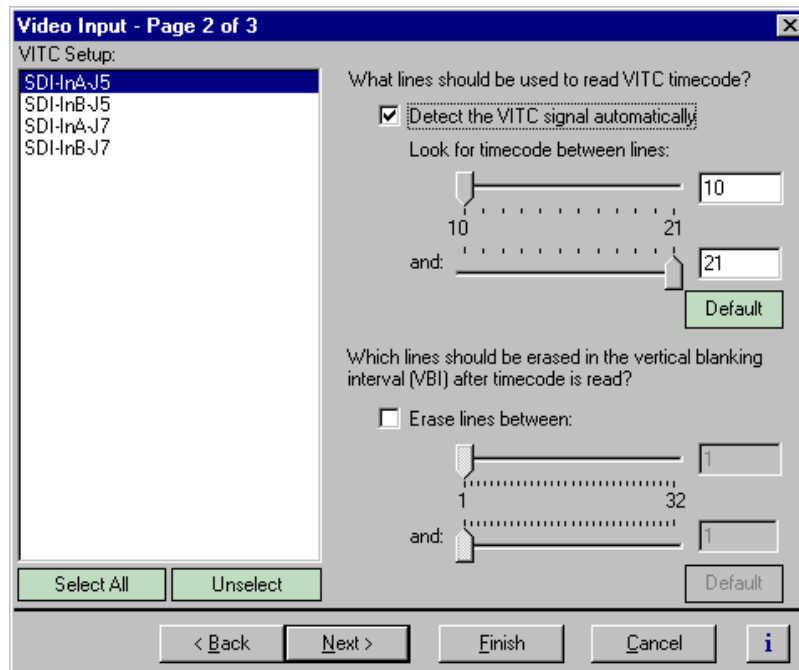 Video Input - Page 2 of 3
VITC Setup:
SDI-InA-J5
SDI-InB-J5
SDI-InA-J7
SDI-InB-J7
Select All
Unselect
What lines should be used to read VITC timecode?
Detect the VITC signal automatically
Look for timecode between lines:
10
10 21
and:
21
Default
Which lines should be erased in the vertical blanking
interval (VBI) after timecode is read?
Erase lines between:
1
1 32
and:
1
Default
< Back
Next >
Finish
Cancel
i